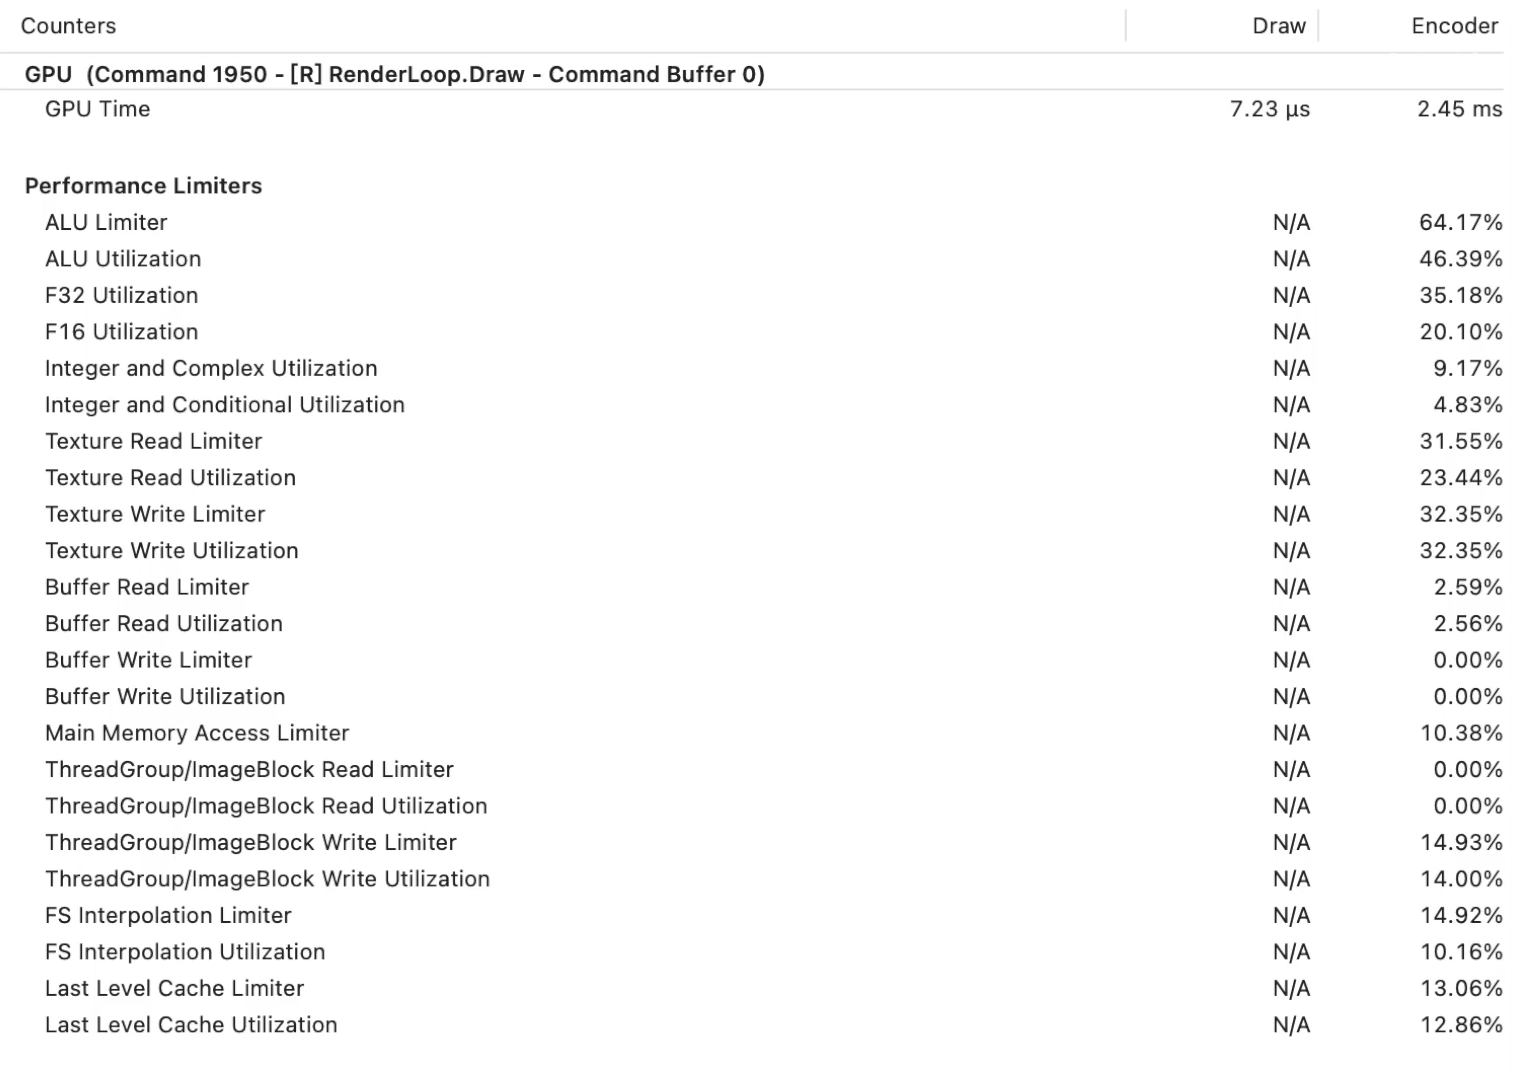 Counters Draw Encoder
GPU (Command 1950 - [R] RenderLoop.Draw - Command Buffer 0)
GPU Time 7.23 µs 2.45 ms
Performance Limiters
ALU Limiter N/A 64.17%
ALU Utilization N/A 46.39%
F32 Utilization N/A 35.18%
F16 Utilization N/A 20.10%
Integer and Complex Utilization N/A 9.17%
Integer and Conditional Utilization N/A 4.83%
Texture Read Limiter N/A 31.55%
Texture Read Utilization N/A 23.44%
Texture Write Limiter N/A 32.35%
Texture Write Utilization N/A 32.35%
Buffer Read Limiter N/A 2.59%
Buffer Read Utilization N/A 2.56%
Buffer Write Limiter N/A 0.00%
Buffer Write Utilization N/A 0.00%
Main Memory Access Limiter N/A 10.38%
ThreadGroup/ImageBlock Read Limiter N/A 0.00%
ThreadGroup/ImageBlock Read Utilization N/A 0.00%
ThreadGroup/ImageBlock Write Limiter N/A 14.93%
ThreadGroup/ImageBlock Write Utilization N/A 14.00%
FS Interpolation Limiter N/A 14.92%
FS Interpolation Utilization N/A 10.16%
Last Level Cache Limiter N/A 13.06%
Last Level Cache Utilization N/A 12.86%